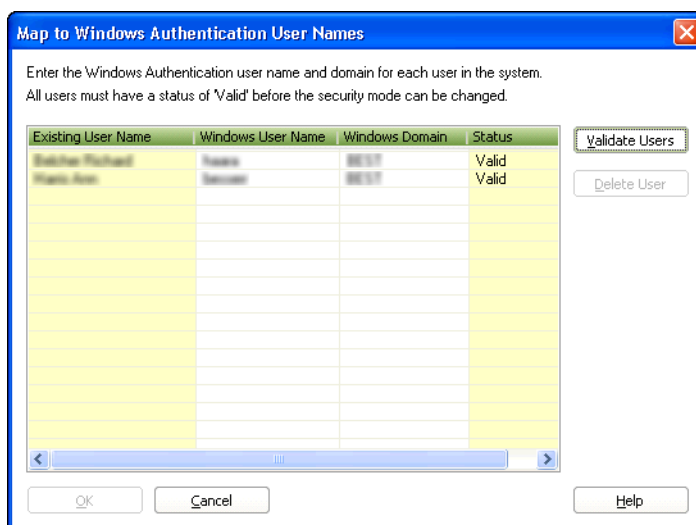 Map to Windows Authentication User Names
Enter the Windows Authentication user name and domain for each user in the system.
All users must have a status of 'Valid' before the security mode can be changed.
Existing User Name Windows User Name Windows Domain Status
Validate Users
Valid
Valid
Delete User
OK Cancel Help